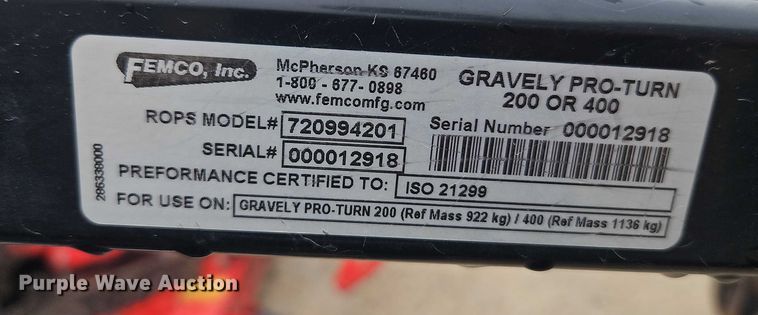 FEMCO, Inc.
McPherson KS 67460
1-800 - 677- 0898
www.femcomfg.com
GRAVELY PRO-TURN
200 OR 400
ROPS MODEL# 720994201
Serial Number 000012918
SERIAL# 000012918
PREFORMANCE CERTIFIED TO: ISO 21299
FOR USE ON: GRAVELY PRO-TURN 200 (Ref Mass 922 kg) / 400 (Ref Mass 1136 kg)
286338000
Purple Wave Auction